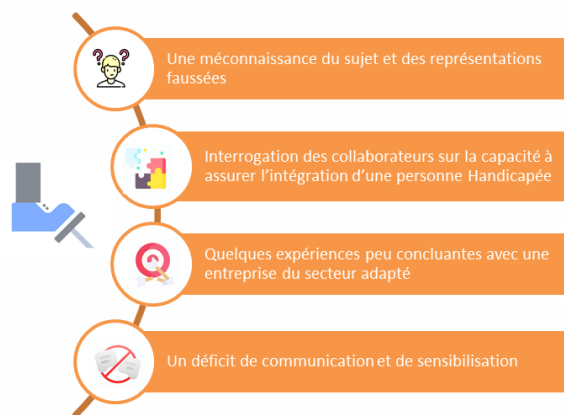 Une méconnaissance du sujet et des représentations
faussées
Interrogation des collaborateurs sur la capacité à
assurer l'intégration d'une personne Handicapée
Quelques expériences peu concluantes avec une
entreprise du secteur adapté
Un déficit de communication et de sensibilisation